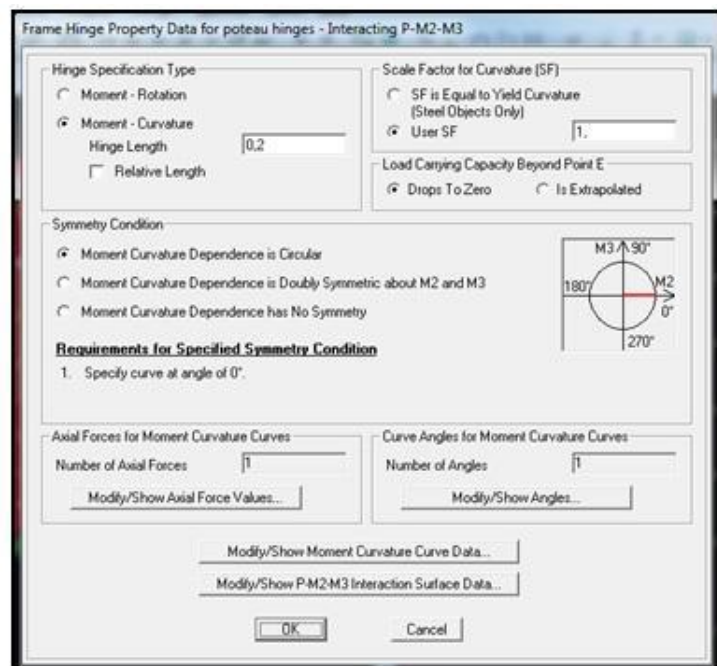 Frame Hinge Property Data for poteau hinges - Interacting P-M2-M3
Hinge Specification Type
Moment - Rotation
Moment - Curvature
Hinge Length
0,2
Relative Length
Scale Factor for Curvature (SF)
SF is Equal to Yield Curvature
(Steel Objects Only)
User SF
1,
Load Carrying Capacity Beyond Point E
Drops To Zero
Is Extrapolated
Symmetry Condition
Moment Curvature Dependence is Circular
Moment Curvature Dependence is Doubly Symmetric about M2 and M3
Moment Curvature Dependence has No Symmetry
M3 90°
180°
M2
0°
270°
Requirements for Specified Symmetry Condition
1. Specify curve at angle of 0°.
Axial Forces for Moment Curvature Curves
Number of Axial Forces
1
Modify/Show Axial Force Values...
Curve Angles for Moment Curvature Curves
Number of Angles
1
Modify/Show Angles...
Modify/Show Moment Curvature Curve Data...
Modify/Show P-M2-M3 Interaction Surface Data...
OK
Cancel